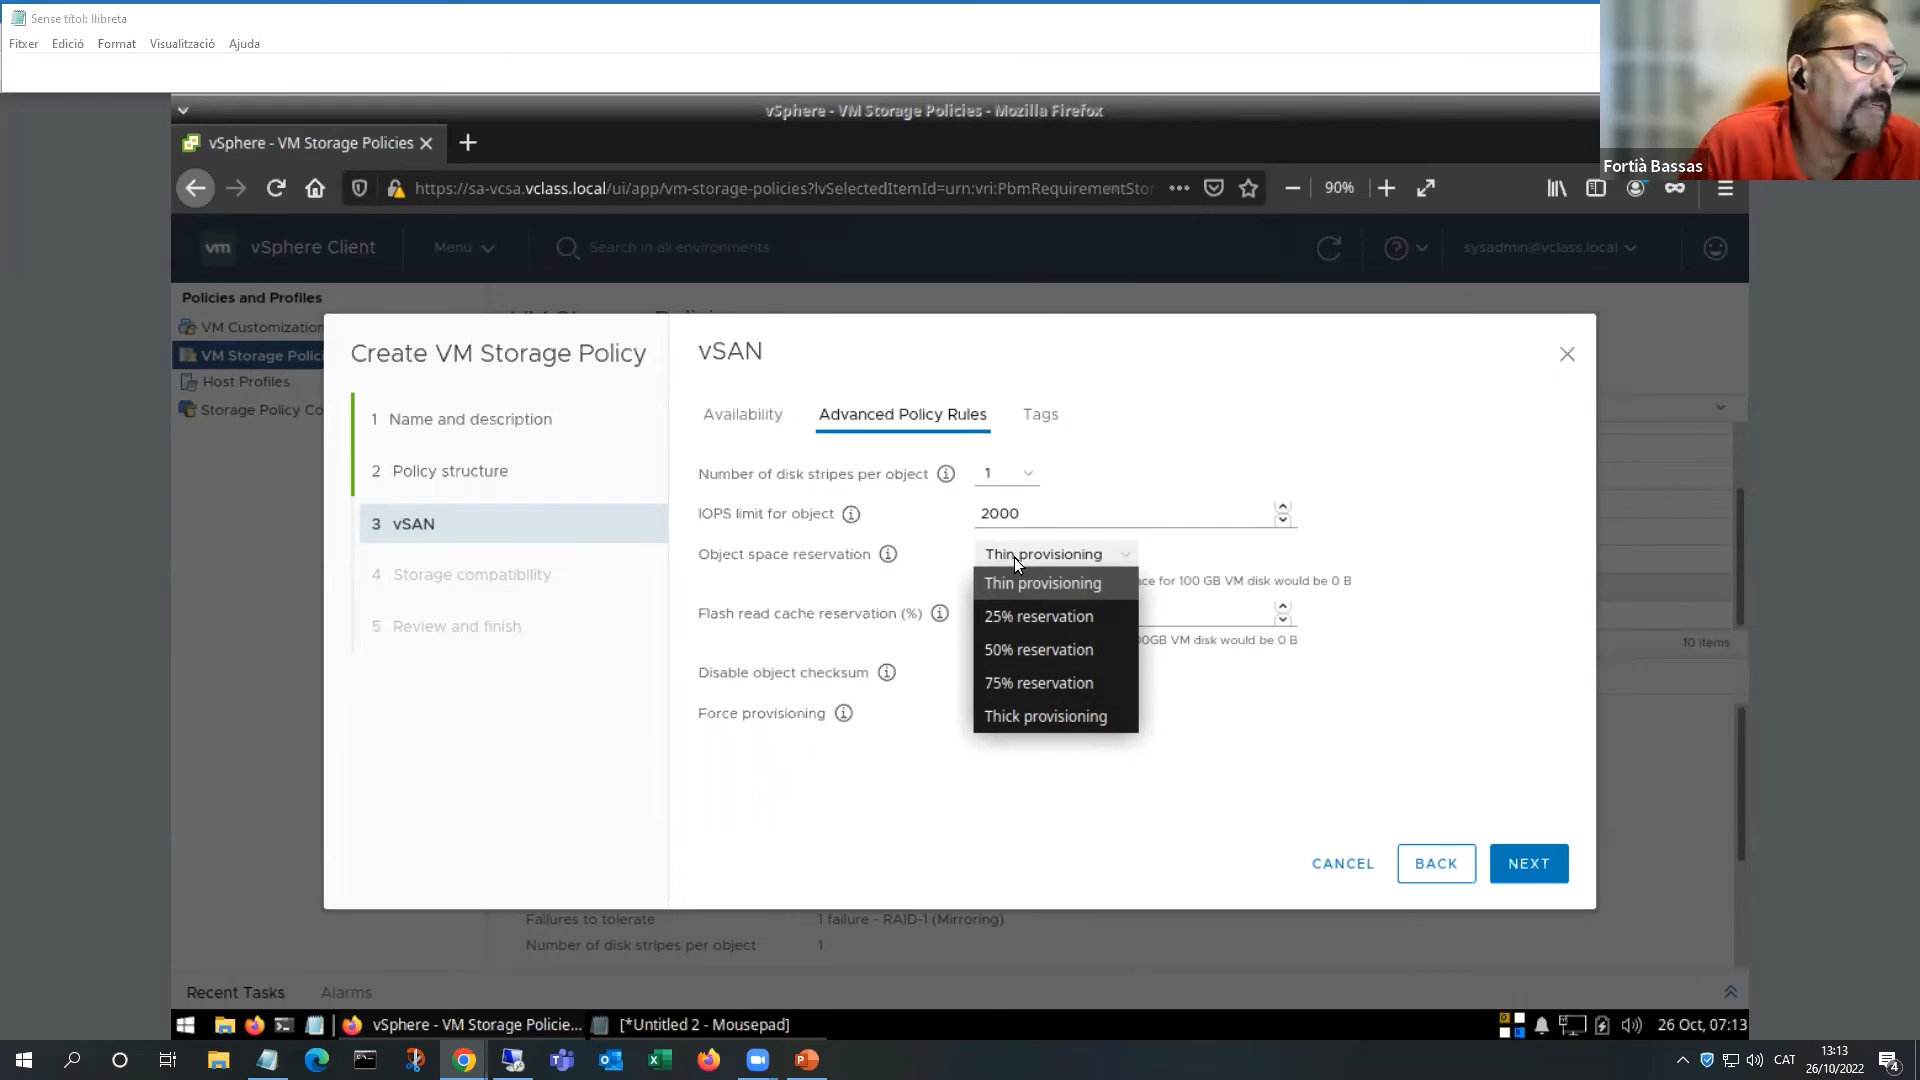 Sense títol: llibreta
Fitxer Edició Format Visualització Ajuda
Fortià Bassas
vSphere - VM Storage Policies - Mozilla Firefox
vSphere - VM Storage Policies
https://sa-vcsa.vclass.local/ui/app/vm-storage-policies?lvSelectedItemId=urn:vri:PbmRequirementStor
90%
vm vSphere Client Menu Search in all environments sysadmin@vclass.local
Policies and Profiles
VM Customization
VM Storage Polici
Host Profiles
Storage Policy Co
Create VM Storage Policy
1 Name and description
2 Policy structure
3 vSAN
4 Storage compatibility
5 Review and finish
vSAN
Availability Advanced Policy Rules Tags
Number of disk stripes per object 1
IOPS limit for object 2000
Object space reservation Thin provisioning
Thin provisioning
25% reservation
50% reservation
75% reservation
Thick provisioning
ce for 100 GB VM disk would be 0 B
Flash read cache reservation (%)
0GB VM disk would be 0 B
Disable object checksum
Force provisioning
CANCEL BACK NEXT
10 items
Failures to tolerate 1 failure - RAID-1 (Mirroring)
Number of disk stripes per object 1
Recent Tasks Alarms
vSphere - VM Storage Policie... [*Untitled 2 - Mousepad] 26 Oct, 07:13
CAT 13:13
26/10/2022
4